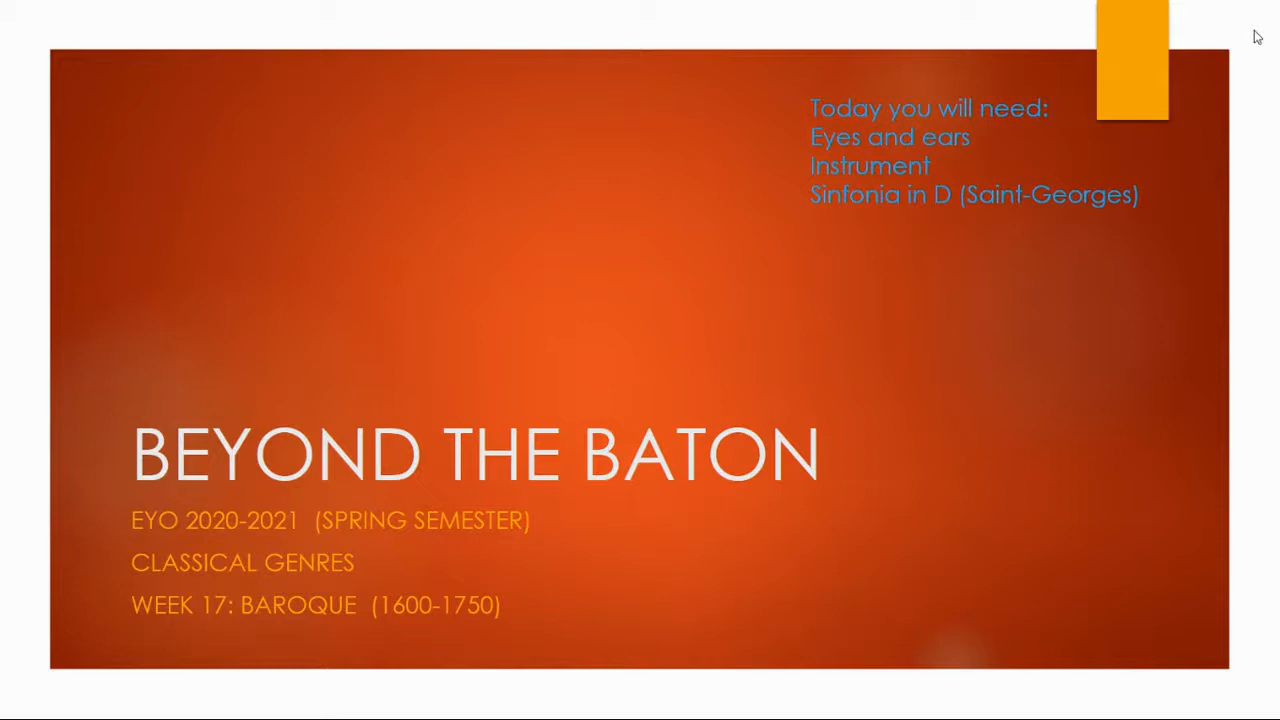 Today you will need:
Eyes and ears
Instrument
Sinfonia in D (Saint-Georges)
BEYOND THE BATON
EYO 2020-2021 (SPRING SEMESTER)
CLASSICAL GENRES
WEEK 17: BAROQUE (1600-1750)